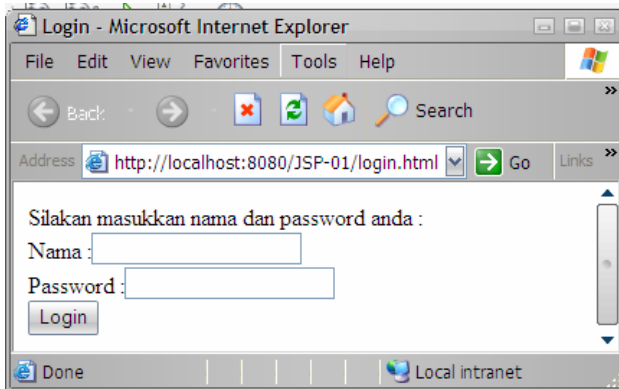 Login - Microsoft Internet Explorer
File Edit View Favorites Tools Help
Back Search »
Address http://localhost:8080/JSP-01/login.html Go Links »
Silakan masukkan nama dan password anda :
Nama :
Password :
Login
Done Local intranet